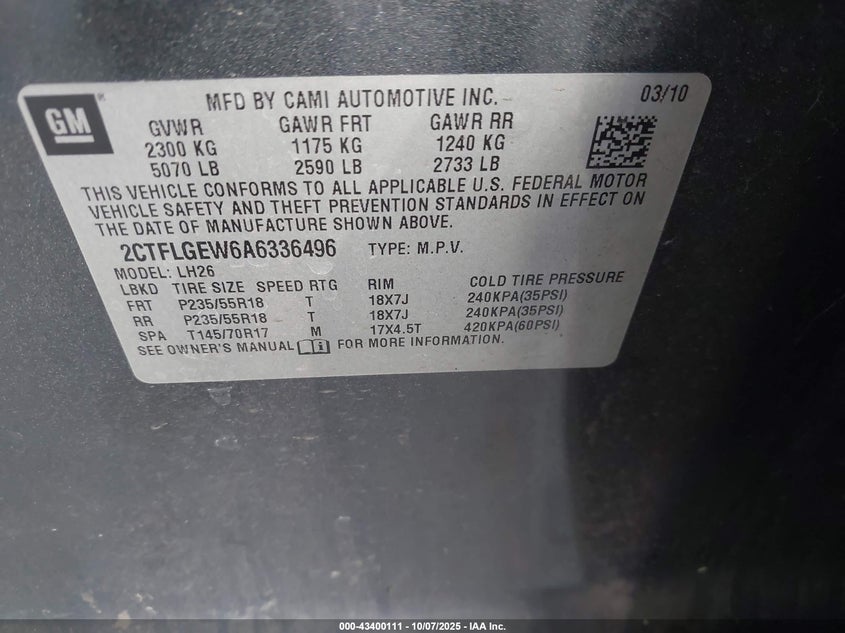 GM ® MFD BY CAMI AUTOMOTIVE INC. 03/10
GVWR GAWR FRT GAWR RR
2300 KG 1175 KG 1240 KG
5070 LB 2590 LB 2733 LB
THIS VEHICLE CONFORMS TO ALL APPLICABLE U.S. FEDERAL MOTOR
VEHICLE SAFETY AND THEFT PREVENTION STANDARDS IN EFFECT ON
THE DATE OF MANUFACTURE SHOWN ABOVE.
2CTFLGEW6A6336496 TYPE: M.P.V.
MODEL: LH26
LBKD TIRE SIZE SPEED RTG RIM COLD TIRE PRESSURE
FRT P235/55R18 T 18X7J 240KPA(35PSI)
RR P235/55R18 T 18X7J 240KPA(35PSI)
SPA T145/70R17 M 17X4.5T 420KPA(60PSI)
SEE OWNER'S MANUAL i FOR MORE INFORMATION.
000-43400111 - 10/07/2025 - IAA Inc.